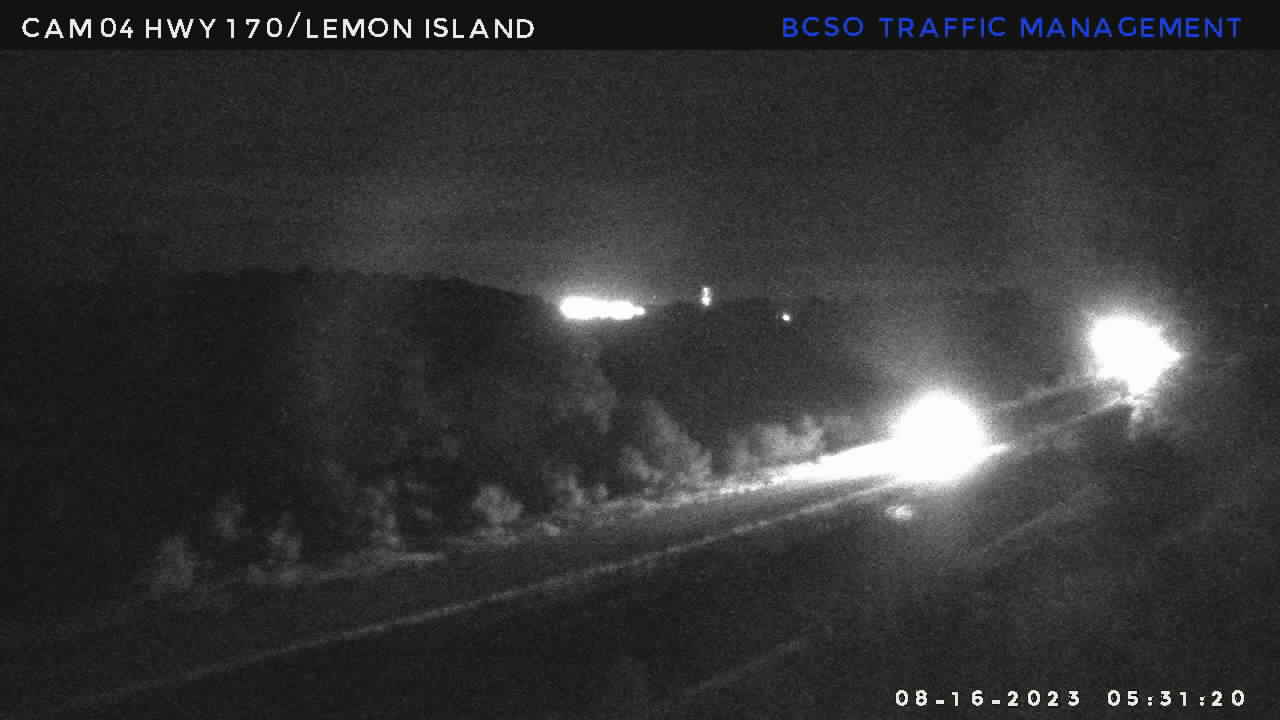 CAM 04 HWY 170/LEMON ISLAND
BCSO TRAFFIC MANAGEMENT
08-16-2023 05:31:20